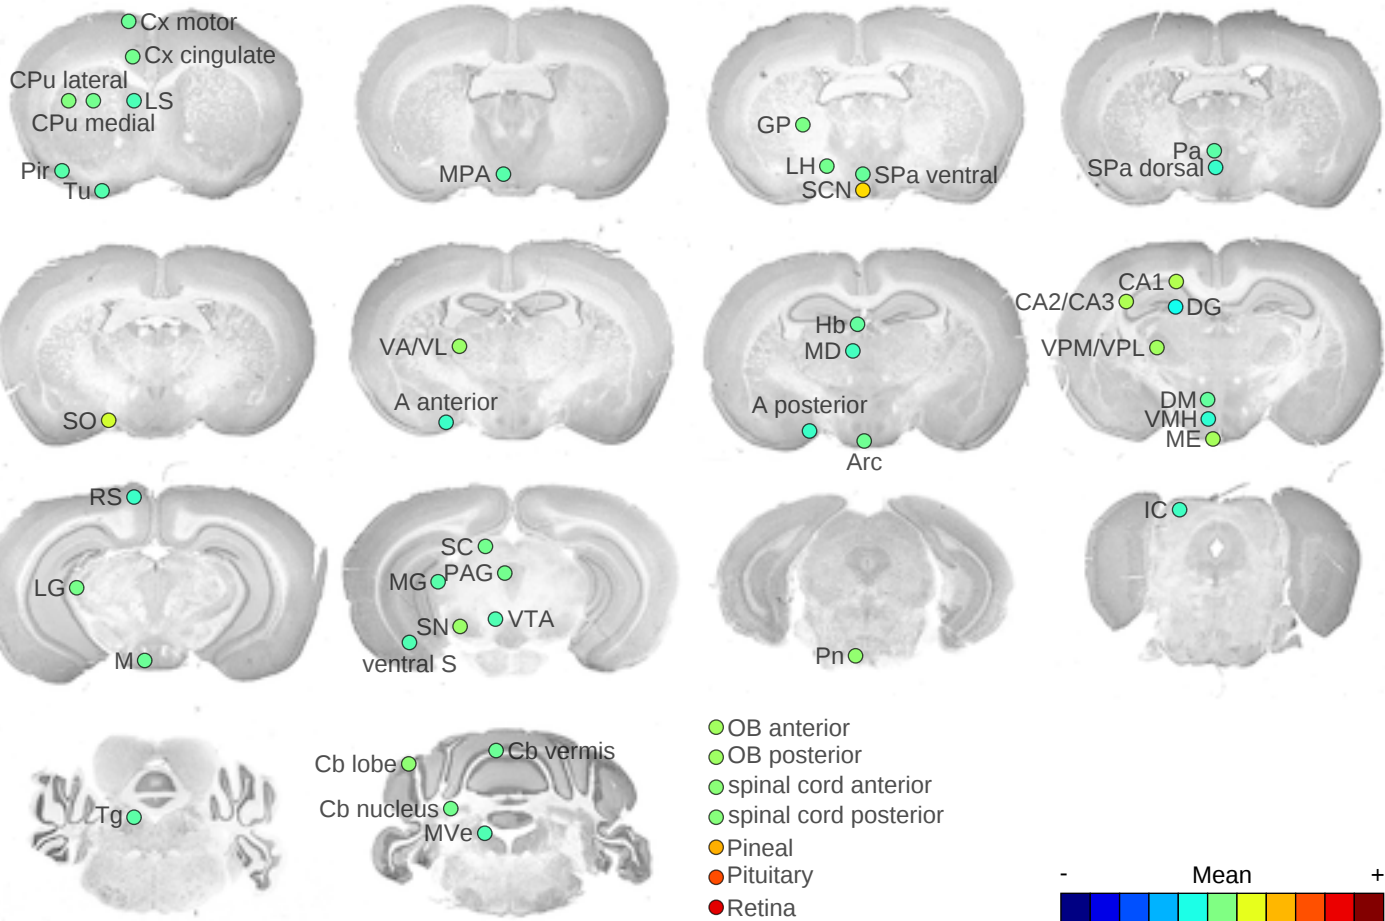 Cx motor
Cx cingulate
CPu lateral
LS
CPu medial
Pir
Tu
MPA
GP
LH
SPa ventral
SCN
Pa
SPa dorsal
SO
VA/VL
A anterior
Hb
MD
A posterior
Arc
CA1
CA2/CA3
DG
VPM/VPL
DM
VMH
ME
RS
LG
M
SC
PAG
MG
VTA
SN
ventral S
Pn
IC
Tg
Cb vermis
Cb lobe
Cb nucleus
MVe
OB anterior
OB posterior
spinal cord anterior
spinal cord posterior
Pineal
Pituitary
Retina
- Mean +